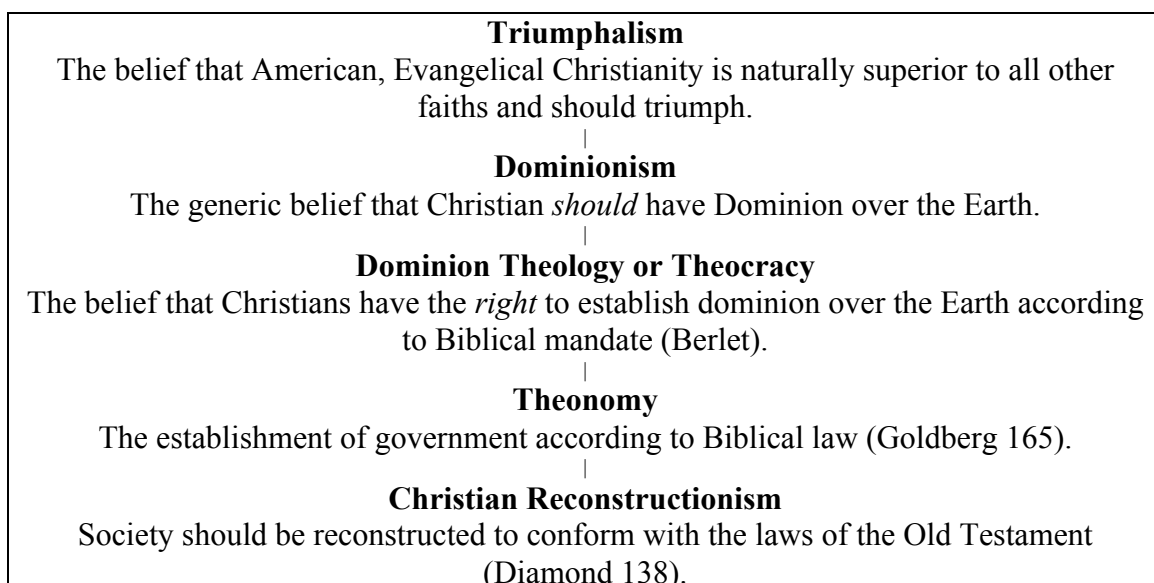 Triumphalism
The belief that American, Evangelical Christianity is naturally superior to all other
faiths and should triumph.
|
Dominionism
The generic belief that Christian should have Dominion over the Earth.
|
Dominion Theology or Theocracy
The belief that Christians have the right to establish dominion over the Earth according
to Biblical mandate (Berlet).
|
Theonomy
The establishment of government according to Biblical law (Goldberg 165).
|
Christian Reconstructionism
Society should be reconstructed to conform with the laws of the Old Testament
(Diamond 138).